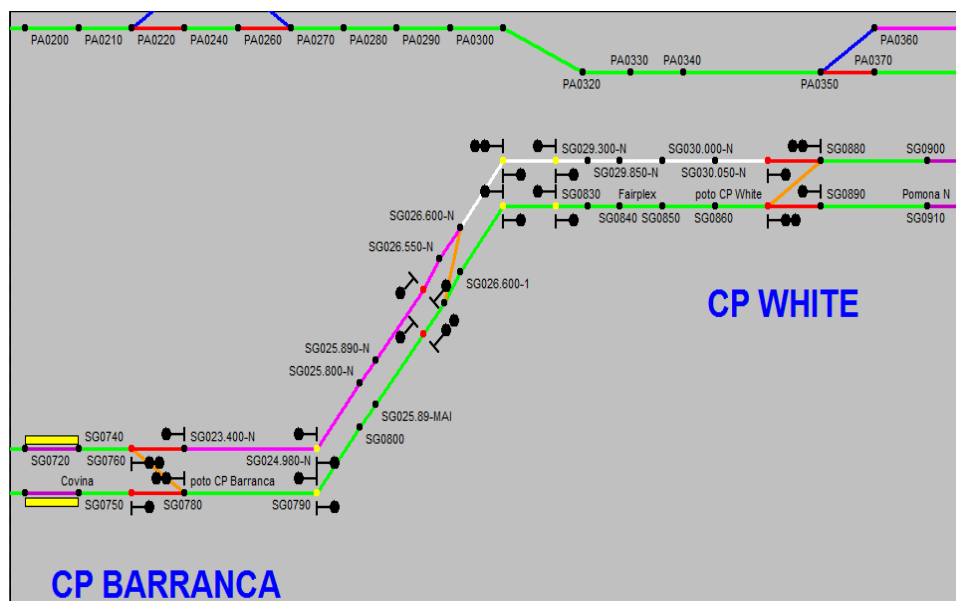 PA0200 PA0210 PA0220 PA0240 PA0260 PA0270 PA0280 PA0290 PA0300
PA0360
PA0330 PA0340
PA0320 PA0350 PA0370
SG029.300-N SG030.000-N SG0880 SG0900
SG029.850-N SG030.050-N
SG0830 Fairplex poto CP White SG0890 Pomona N
SG026.600-N SG0840 SG0850 SG0860 SG0910
SG026.550-N
SG026.600-1
CP WHITE
SG025.890-N
SG025.800-N
SG025.89-MAI
SG0740 SG023.400-N SG0800
SG0720 SG0760 SG024.980-N
Covina poto CP Barranca
SG0750 SG0780 SG0790
CP BARRANCA